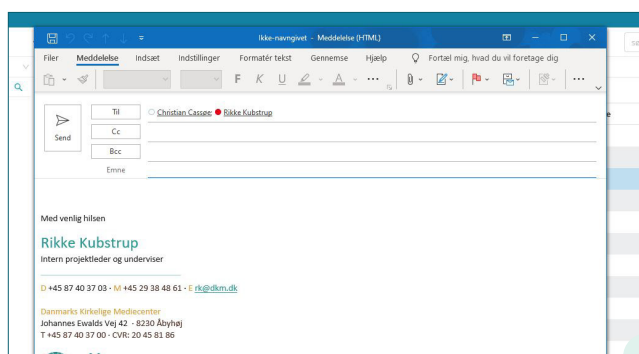 Ikke-navngivet - Meddelelse (HTML)
Filer Meddelelse Indsæt Indstillinger Formatér tekst Gennemse Hjælp Fortæl mig, hvad du vil foretage dig
F K U A
Til Christian Cassøe; Rikke Kubstrup
Send
Cc
Bcc
Emne
Med venlig hilsen
Rikke Kubstrup
Intern projektleder og underviser
D +45 87 40 37 03 - M +45 29 38 48 61 - E rk@dkm.dk
Danmarks Kirkelige Mediecenter
Johannes Ewalds Vej 42 - 8230 Åbyhøj
T +45 87 40 37 00 - CVR: 20 45 81 86